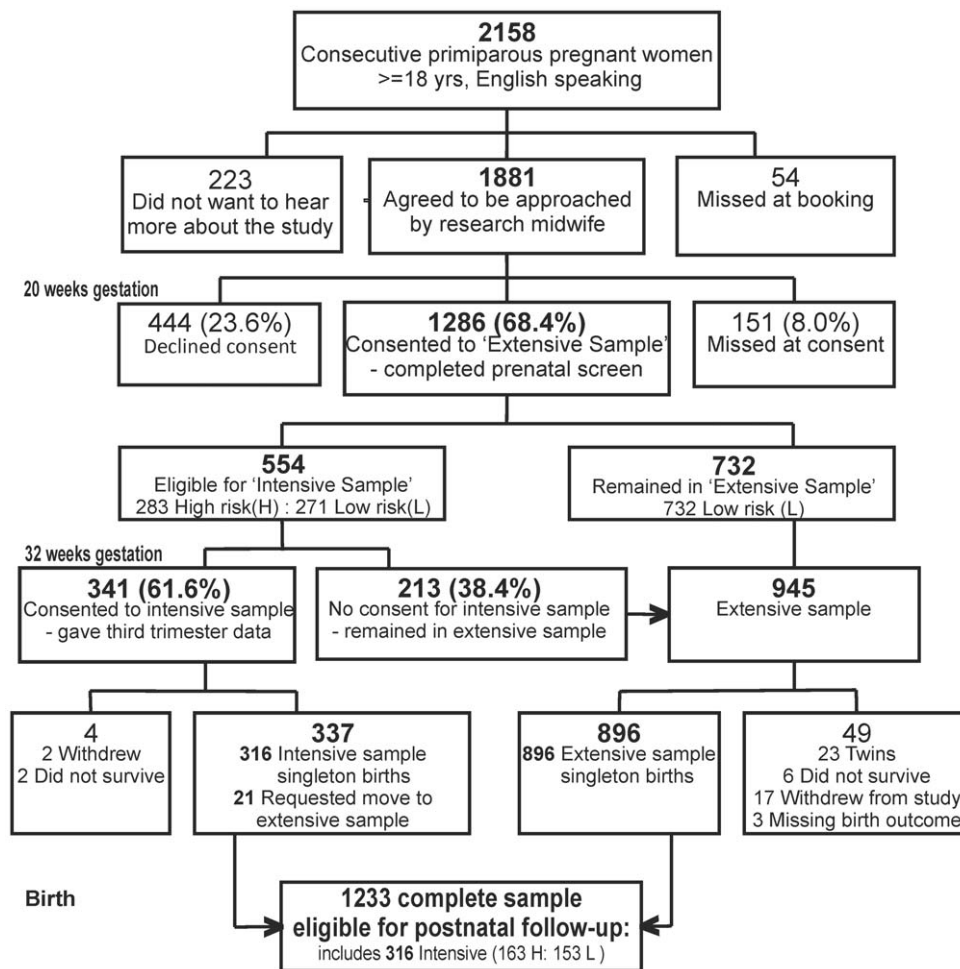 2158
Consecutive primiparous pregnant women
>=18 yrs, English speaking
223
Did not want to hear
more about the study
1881
Agreed to be approached
by research midwife
54
Missed at booking
20 weeks gestation
444 (23.6%)
Declined consent
1286 (68.4%)
Consented to ‘Extensive Sample’
- completed prenatal screen
151 (8.0%)
Missed at consent
554
Eligible for ‘Intensive Sample’
283 High risk(H) : 271 Low risk(L)
732
Remained in ‘Extensive Sample’
732 Low risk (L)
32 weeks gestation
341 (61.6%)
Consented to intensive sample
- gave third trimester data
213 (38.4%)
No consent for intensive sample
- remained in extensive sample
945
Extensive sample
4
2 Withdrew
2 Did not survive
337
316 Intensive sample
singleton births
21 Requested move to
extensive sample
896
896 Extensive sample
singleton births
49
23 Twins
6 Did not survive
17 Withdrew from study
3 Missing birth outcome
Birth
1233 complete sample
eligible for postnatal follow-up:
includes 316 Intensive (163 H: 153 L )